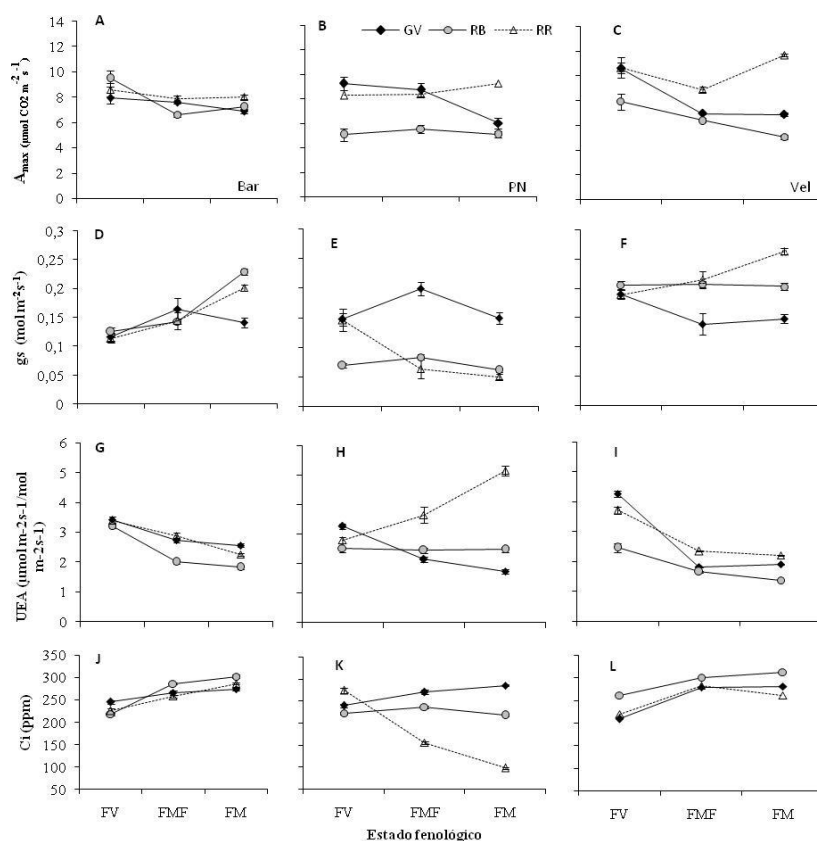 A
B
C
GV RB RR
14
12
10
8
6
4
2
0
Amax (µmol CO2 m-2 s-1)
Bar
PN
Vel
D
E
F
0,3
0,25
0,2
0,15
0,1
0,05
0
gs (mol m-2s-1)
G
H
I
6
5
4
3
2
1
0
UEA (µmol m-2s-1/mol
m-2s-1)
J
K
L
350
300
250
200
150
100
50
Ci (ppm)
FV FMF FM
FV FMF FM
FV FMF FM
Estado fenológico